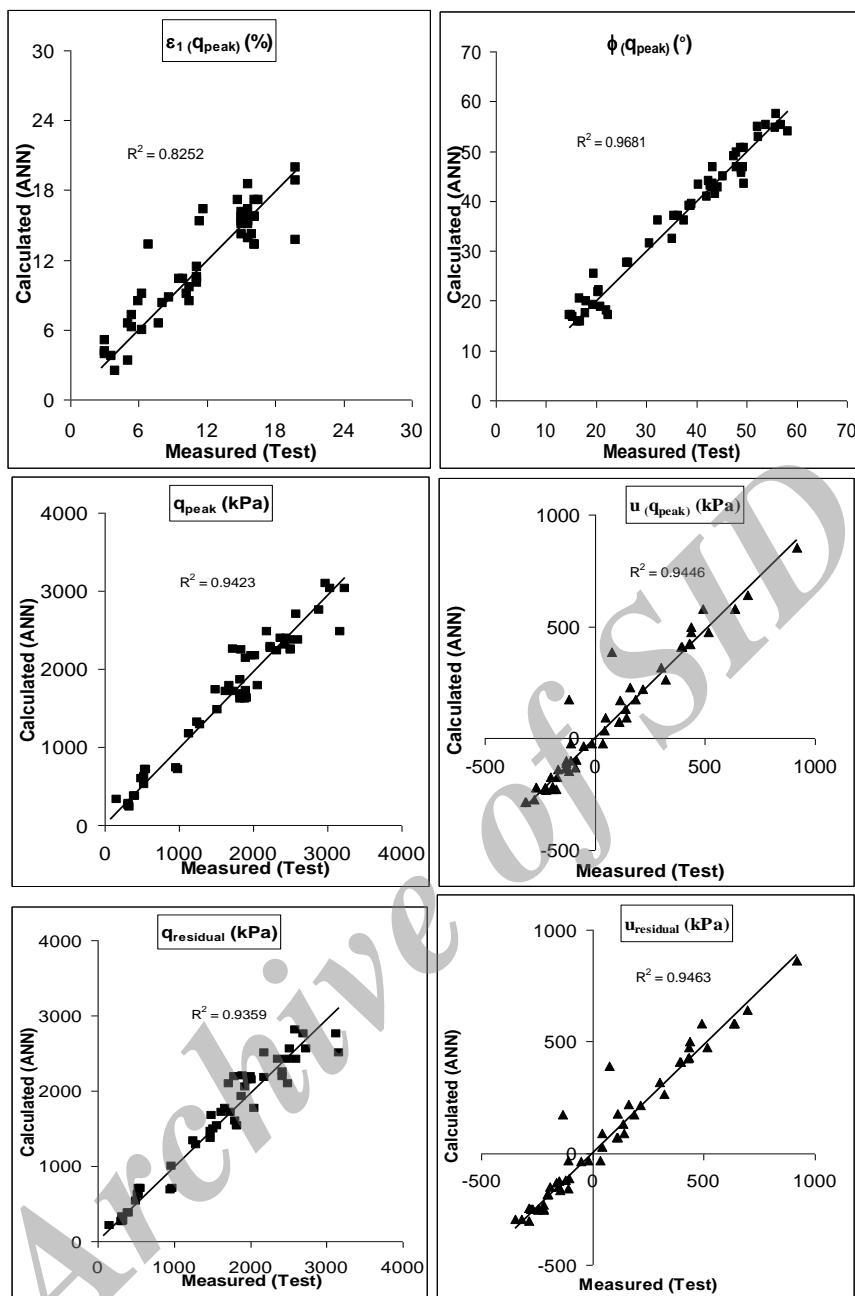 ε1 (qpeak) (%)
30
24
18
12
6
0
R² = 0.8252
Calculated (ANN)
0 6 12 18 24 30
Measured (Test)
ϕ (qpeak) (°)
70
60
50
40
30
20
10
0
R² = 0.9681
Calculated (ANN)
0 10 20 30 40 50 60 70
Measured (Test)
qpeak (kPa)
4000
3000
2000
1000
0
R² = 0.9423
Calculated (ANN)
0 1000 2000 3000 4000
Measured (Test)
u (qpeak) (kPa)
1000
500
0
-500
R² = 0.9446
Calculated (ANN)
-500 0 500 1000
Measured (Test)
qresidual (kPa)
4000
3000
2000
1000
0
R² = 0.9359
Calculated (ANN)
0 1000 2000 3000 4000
Measured (Test)
uresidual (kPa)
1000
500
0
-500
R² = 0.9463
Calculated (ANN)
-500 0 500 1000
Measured (Test)
Archive of SID